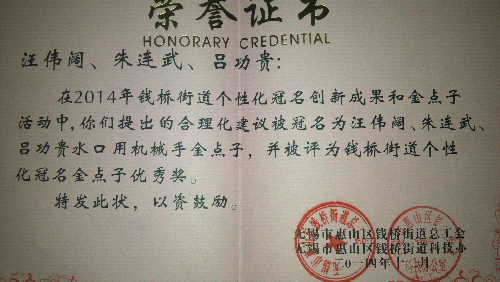 荣誉证书
HONORARY CREDENTIAL
汪伟阔、朱连武、吕功贵:
在2014年钱桥街道个性化冠名创新成果和金点子
活动中,你们提出的合理化建议被冠名为汪伟阔、朱连武、
吕功贵水口用机械手金点子,并被评为钱桥街道个性
化冠名金点子优秀奖。
特发此状,以资鼓励。
无锡市惠山区钱桥街道总工会
无锡市惠山区钱桥街道科技办
二〇一四年十一月